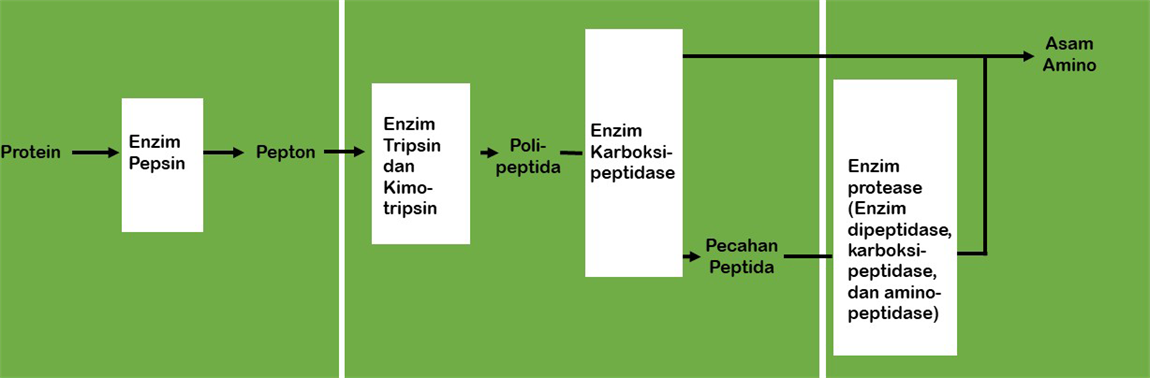 Protein
Enzim
Pepsin
Pepton
Enzim
Tripsin
dan
Kimo-
tripsin
Poli-
peptida
Enzim
Karboksi-
peptidase
Pecahan
Peptida
Enzim
protease
(Enzim
dipeptidase,
karboksi-
peptidase,
dan amino-
peptidase)
Asam
Amino